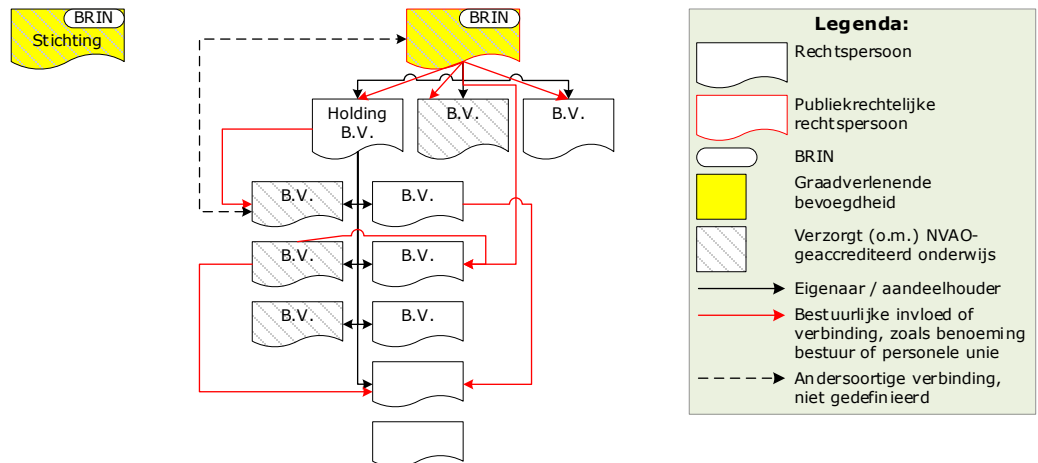 BRIN
Stichting
BRIN
Holding
B.V.
B.V.
B.V.
B.V.
B.V.
B.V.
B.V.
B.V.
B.V.
Legenda:
Rechtspersoon
Publiekrechtelijke
rechtspersoon
BRIN
Graadverlenende
bevoegdheid
Verzorgt (o.m.) NVAO-
geaccrediteerd onderwijs
Eigenaar / aandeelhouder
Bestuurlijke invloed of
verbinding, zoals benoeming
bestuur of personele unie
Andersoortige verbinding,
niet gedefinieerd